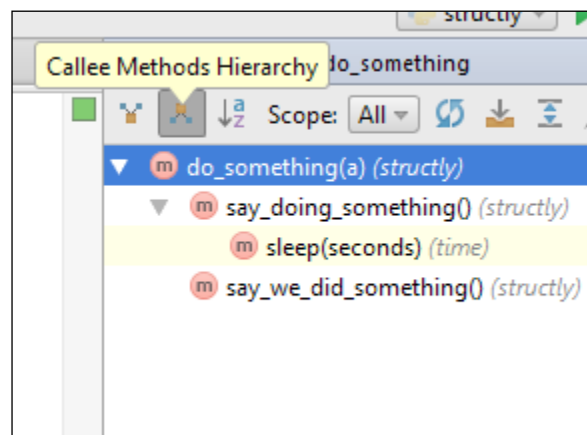 structly
Callee Methods Hierarchy
do_something
Scope: All
do_something(a) (structly)
say_doing_something() (structly)
sleep(seconds) (time)
say_we_did_something() (structly)